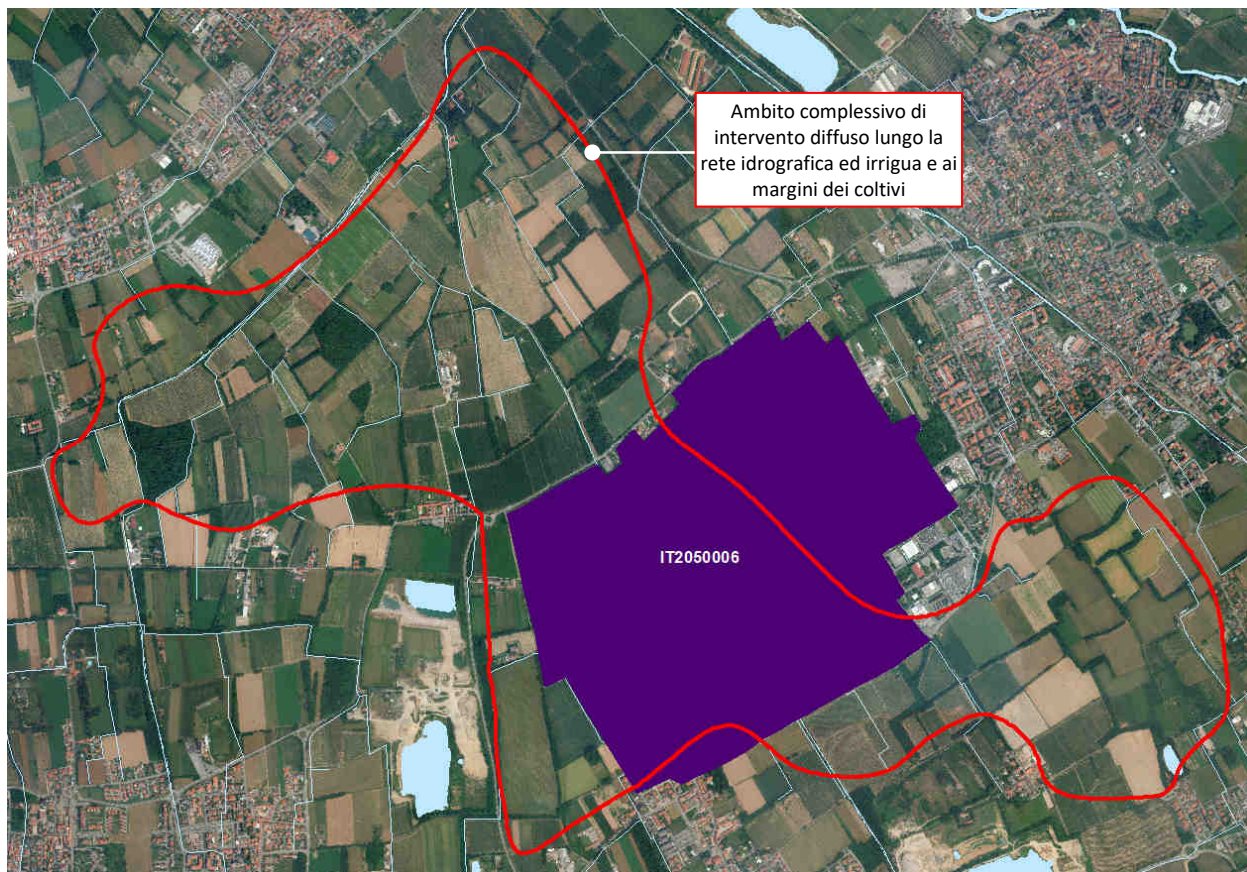 Ambito complessivo di
intervento diffuso lungo la
rete idrografica ed irrigua e ai
margini dei coltivi
IT2050006